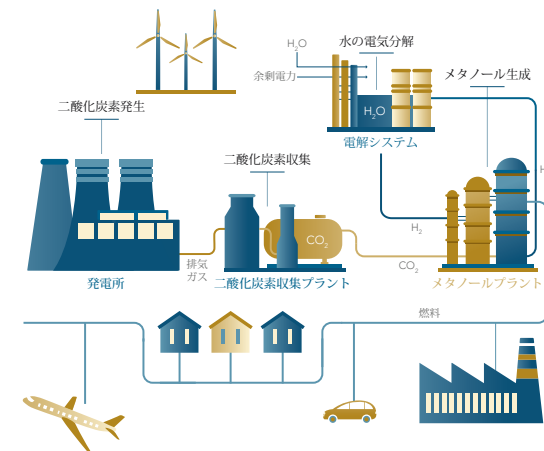 水の電気分解
H₂O
余剰電力
メタノール生成
二酸化炭素発生
H₂O
電解システム
二酸化炭素収集
CO₂
H₂
排気
ガス
CO₂
発電所
二酸化炭素収集プラント
メタノールプラント
燃料